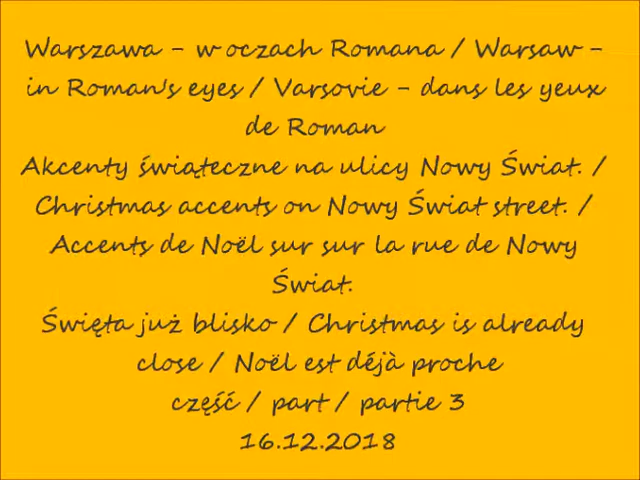 Warszawa - w oczach Romana / Warsaw -
in Roman's eyes / Varsovie - dans les yeux
de Roman
Akcenty świąteczne na ulicy Nowy Świat. /
Christmas accents on Nowy Świat street. /
Accents de Noël sur sur la rue de Nowy
Świat.
Święta już blisko / Christmas is already
close / Noël est déjà proche
część / part / partie 3
16.12.2018